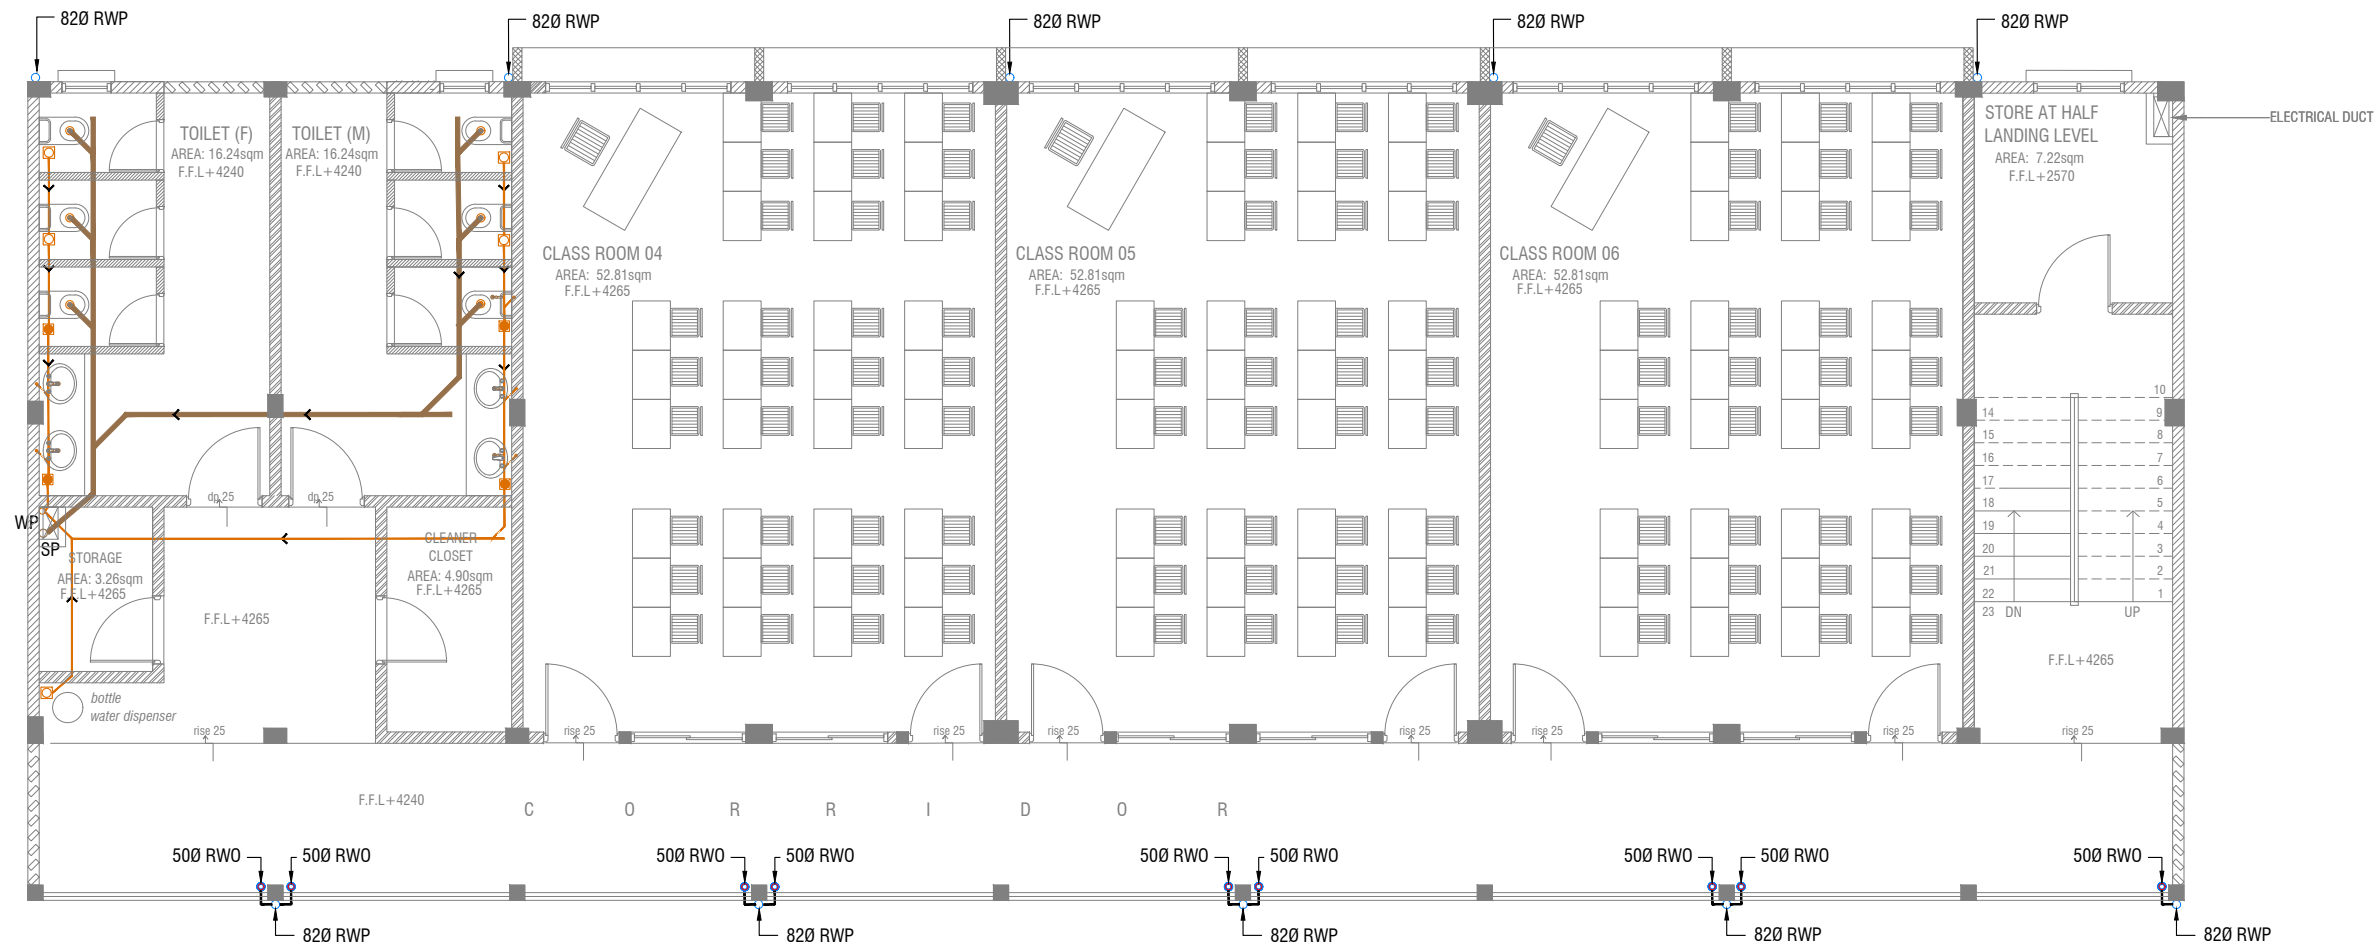 82Ø RWP
82Ø RWP
82Ø RWP
82Ø RWP
82Ø RWP
TOILET (F)
AREA: 16.24sqm
F.F.L+4240
TOILET (M)
AREA: 16.24sqm
F.F.L+4240
STORE AT HALF
LANDING LEVEL
AREA: 7.22sqm
F.F.L+2570
ELECTRICAL DUCT
CLASS ROOM 04
AREA: 52.81sqm
F.F.L+4265
CLASS ROOM 05
AREA: 52.81sqm
F.F.L+4265
CLASS ROOM 06
AREA: 52.81sqm
F.F.L+4265
10
14
9
15
8
16
7
17
6
18
5
19
4
20
3
21
2
22
1
23
DN
UP
dp 25
dp 25
WP
SP
STORAGE
AREA: 3.26sqm
F.F.L+4265
CLEANER
CLOSET
AREA: 4.90sqm
F.F.L+4265
F.F.L+4265
F.F.L+4265
bottle
water dispenser
rise 25
rise 25
rise 25
rise 25
rise 25
rise 25
rise 25
rise 25
F.F.L+4240
C O R R I D O R
50Ø RWO
50Ø RWO
50Ø RWO
50Ø RWO
50Ø RWO
50Ø RWO
50Ø RWO
50Ø RWO
50Ø RWO
82Ø RWP
82Ø RWP
82Ø RWP
82Ø RWP
82Ø RWP